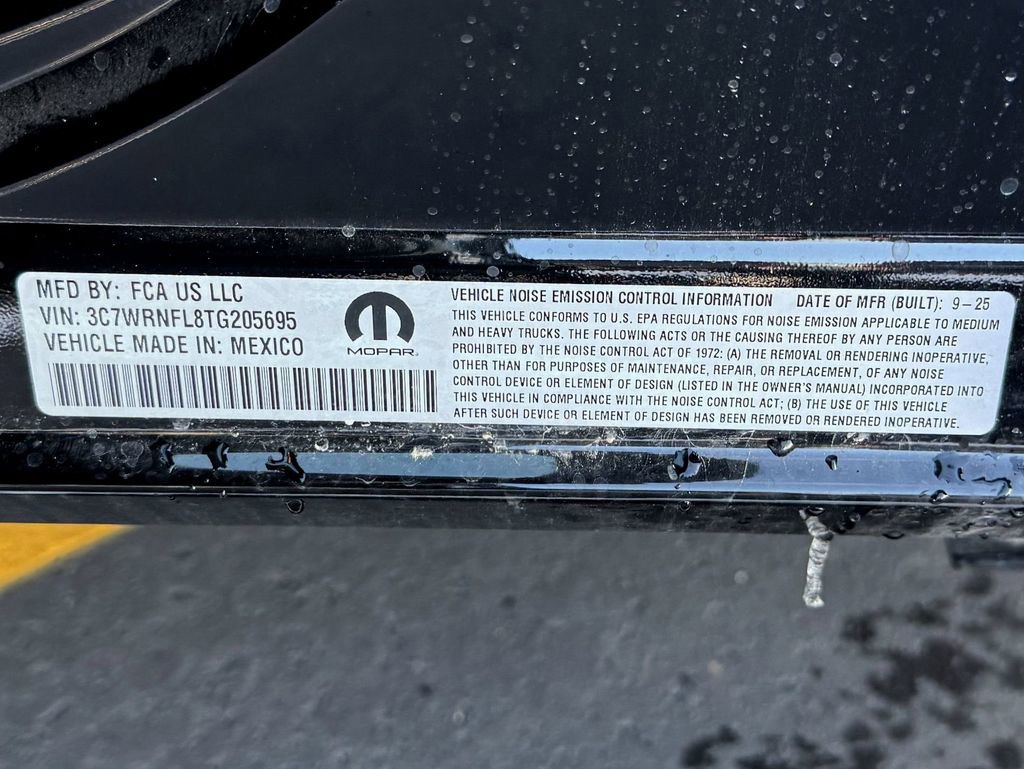 MFD BY: FCA US LLC
VIN: 3C7WRNFL8TG205695
VEHICLE MADE IN: MEXICO
MOPAR
VEHICLE NOISE EMISSION CONTROL INFORMATION DATE OF MFR (BUILT): 9-25
THIS VEHICLE CONFORMS TO U.S. EPA REGULATIONS FOR NOISE EMISSION APPLICABLE TO MEDIUM
AND HEAVY TRUCKS. THE FOLLOWING ACTS OR THE CAUSING THEREOF BY ANY PERSON ARE
PROHIBITED BY THE NOISE CONTROL ACT OF 1972: (A) THE REMOVAL OR RENDERING INOPERATIVE,
OTHER THAN FOR PURPOSES OF MAINTENANCE, REPAIR, OR REPLACEMENT, OF ANY NOISE
CONTROL DEVICE OR ELEMENT OF DESIGN (LISTED IN THE OWNER'S MANUAL) INCORPORATED INTO
THIS VEHICLE IN COMPLIANCE WITH THE NOISE CONTROL ACT; (B) THE USE OF THIS VEHICLE
AFTER SUCH DEVICE OR ELEMENT OF DESIGN HAS BEEN REMOVED OR RENDERED INOPERATIVE.